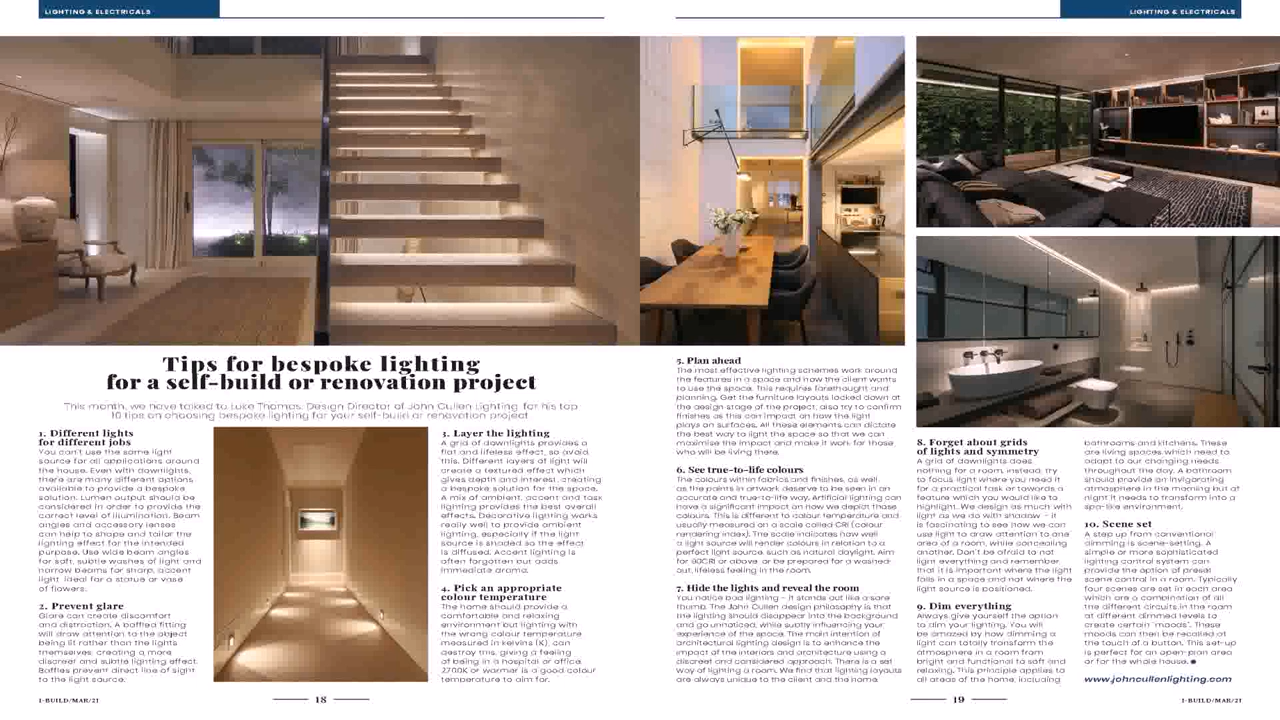 LIGHTING & ELECTRICALS
LIGHTING & ELECTRICALS
Tips for bespoke lighting
for a self-build or renovation project
This month, we have talked to Luke Thomas, Design Director of John Cullen Lighting, for his top
10 tips on choosing bespoke lighting for your self-build or renovation project
1. Different lights
for different jobs
You can't use the same light
source for all applications around
the house. Even with downlights,
there are many different options
available to provide a bespoke
solution. Lumen output should be
considered in order to provide the
correct level of illumination. Beam
angles and accessory lenses
can help to shape and tailor the
lighting effect for the intended
purpose. Use wide beam angles
for soft, subtle washes of light and
narrow beams for sharp, accent
light, ideal for a statue or vase
of flowers.
2. Prevent glare
Glare can create discomfort
and distraction. A baffled fitting
will draw attention to the object
being lit rather than the lights
themselves, creating a more
discreet and subtle lighting effect.
Baffles prevent direct line of sight
to the light source.
3. Layer the lighting
A grid of downlights provides a
flat and lifeless effect, so avoid
this. Different layers of light will
create a textured effect which
gives depth and interest, creating
a bespoke solution for the space.
A mix of ambient, accent and task
lighting provides the best overall
effects. Decorative lighting works
really well to provide ambient
lighting, especially if the light
source is shaded so the effect
is diffused. Accent lighting is
often forgotten but adds
immediate drama.
4. Pick an appropriate
colour temperature
The home should provide a
comfortable and relaxing
environment but lighting with
the wrong colour temperature
measured in kelvins (K), can
destroy this, giving a feeling
of being in a hospital or office.
2700K or warmer is a good colour
temperature to aim for.
5. Plan ahead
The most effective lighting schemes work around
the features in a space and how the client wants
to use the space. This requires forethought and
planning. Get the furniture layouts locked down at
the design stage of the project, also try to confirm
finishes as this can impact on how the light
plays on surfaces. All these elements can dictate
the best way to light the space so that we can
maximise the impact and make it work for those
who will be living there.
6. See true-to-life colours
The colours within fabrics and finishes, as well
as the paints in artwork deserve to be seen in an
accurate and true-to-life way. Artificial lighting can
have a significant impact on how we depict those
colours. This is different to colour temperature and
usually measured on a scale called CRI (colour
rendering index). This scale indicates how well
a light source will render colours in relation to a
perfect light source such as natural daylight. Aim
for 90CRI or above, or be prepared for a washed-
out, lifeless feeling in the room.
7. Hide the lights and reveal the room
You notice bad lighting – it stands out like a sore
thumb. The John Cullen design philosophy is that
the lighting should disappear into the background
and go unnoticed, while subtly influencing your
experience of the space. The main intention of
architectural lighting design is to enhance the
impact of the interiors and architecture using a
discreet and considered approach. There is a set
way of lighting a room. We find that lighting layouts
are always unique to the client and the home.
8. Forget about grids
of lights and symmetry
A grid of downlights does
nothing for a room, instead, try
to focus light where you need it
for a practical task or towards a
feature which you would like to
highlight. We design as much with
light as we do with shadow – it
is fascinating to see how we can
use light to draw attention to one
area of a room, while concealing
another. Don't be afraid to not
light everything and remember,
that it is important where the light
falls in a space and not where the
light source is positioned.
9. Dim everything
Always give yourself the option
to dim your lighting. You will
be amazed by how dimming a
light can totally transform the
atmosphere in a room from
bright and functional to soft and
relaxing. This principle applies to
all areas of the home, including
bathrooms and kitchens. These
are living spaces which need to
adapt to our changing needs
throughout the day. A bathroom
should provide an invigorating
atmosphere in the morning but at
night it needs to transform into a
spa-like environment.
10. Scene set
A step up from conventional
dimming is scene-setting. A
simple or more sophisticated
lighting control system can
provide the option of preset
scene control in a room. Typically
four scenes are set in each area
which are a combination of all
the different circuits in the room
at different dimmed levels to
create certain 'moods'. These
moods can then be recalled at
the touch of a button. This set-up
is perfect for an open-plan area
or for the whole house.
www.johncullenlighting.com
I-BUILD/MAR/21
18
19
I-BUILD/MAR/21